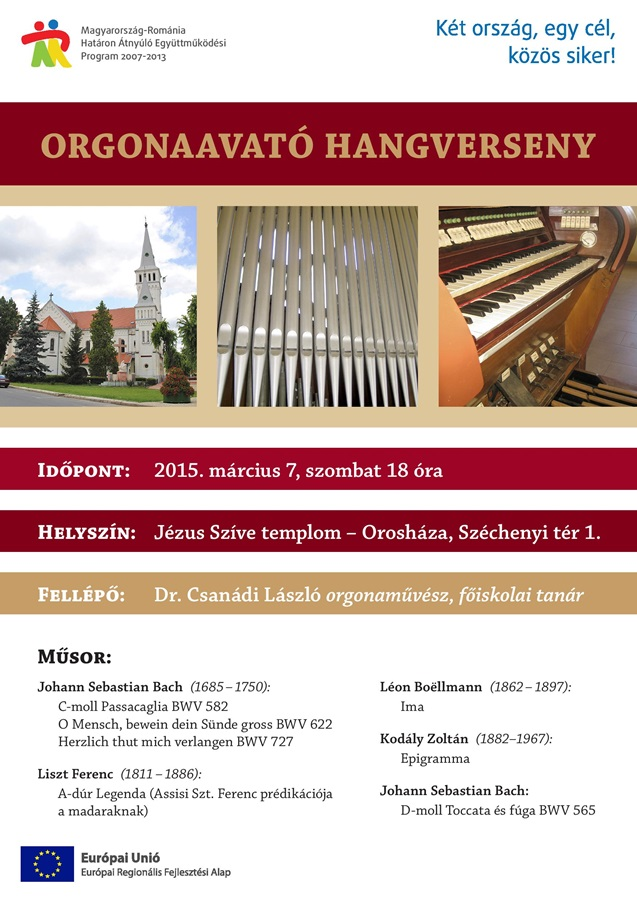 Magyarország-Románia
Határon Átnyúló Együttműködési
Program 2007-2013
Két ország, egy cél,
közös siker!
ORGONAAVATÓ HANGVERSENY
IDŐPONT: 2015. március 7, szombat 18 óra
HELYSZÍN: Jézus Szíve templom – Orosháza, Széchenyi tér 1.
FELLÉPŐ: Dr. Csanádi László orgonaművész, főiskolai tanár
MŰSOR:
Johann Sebastian Bach (1685 – 1750):
C-moll Passacaglia BWV 582
O Mensch, bewein dein Sünde gross BWV 622
Herzlich thut mich verlangen BWV 727
Liszt Ferenc (1811 – 1886):
A-dúr Legenda (Assisi Szt. Ferenc prédikációja
a madaraknak)
Léon Boëllmann (1862 – 1897):
Ima
Kodály Zoltán (1882–1967):
Epigramma
Johann Sebastian Bach:
D-moll Toccata és fúga BWV 565
Európai Unió
Európai Regionális Fejlesztési Alap